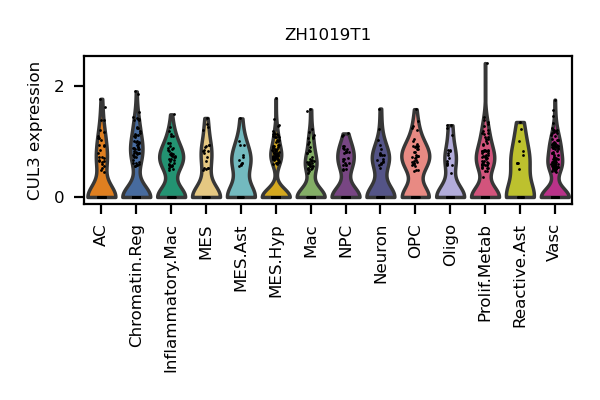 ZH1019T1
CUL3 expression
2
0
AC
Chromatin.Reg
Inflammatory.Mac
MES
MES.Ast
MES.Hyp
Mac
NPC
Neuron
OPC
Oligo
Prolif.Metab
Reactive.Ast
Vasc